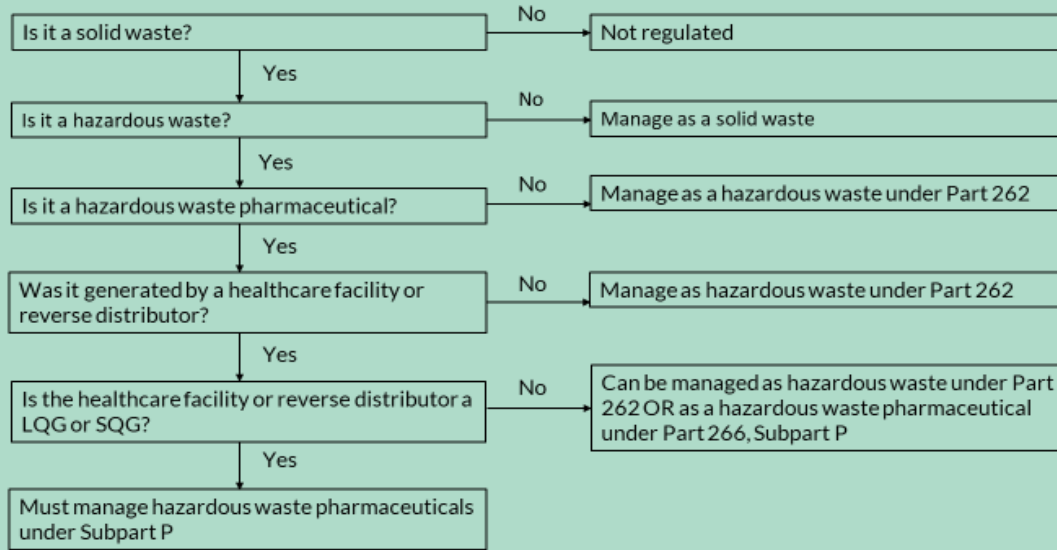 Is it a solid waste?
No
Not regulated
Yes
Is it a hazardous waste?
No
Manage as a solid waste
Yes
Is it a hazardous waste pharmaceutical?
No
Manage as a hazardous waste under Part 262
Yes
Was it generated by a healthcare facility or
reverse distributor?
No
Manage as hazardous waste under Part 262
Yes
Is the healthcare facility or reverse distributor a
LQG or SQG?
No
Can be managed as hazardous waste under Part
262 OR as a hazardous waste pharmaceutical
under Part 266, Subpart P
Yes
Must manage hazardous waste pharmaceuticals
under Subpart P